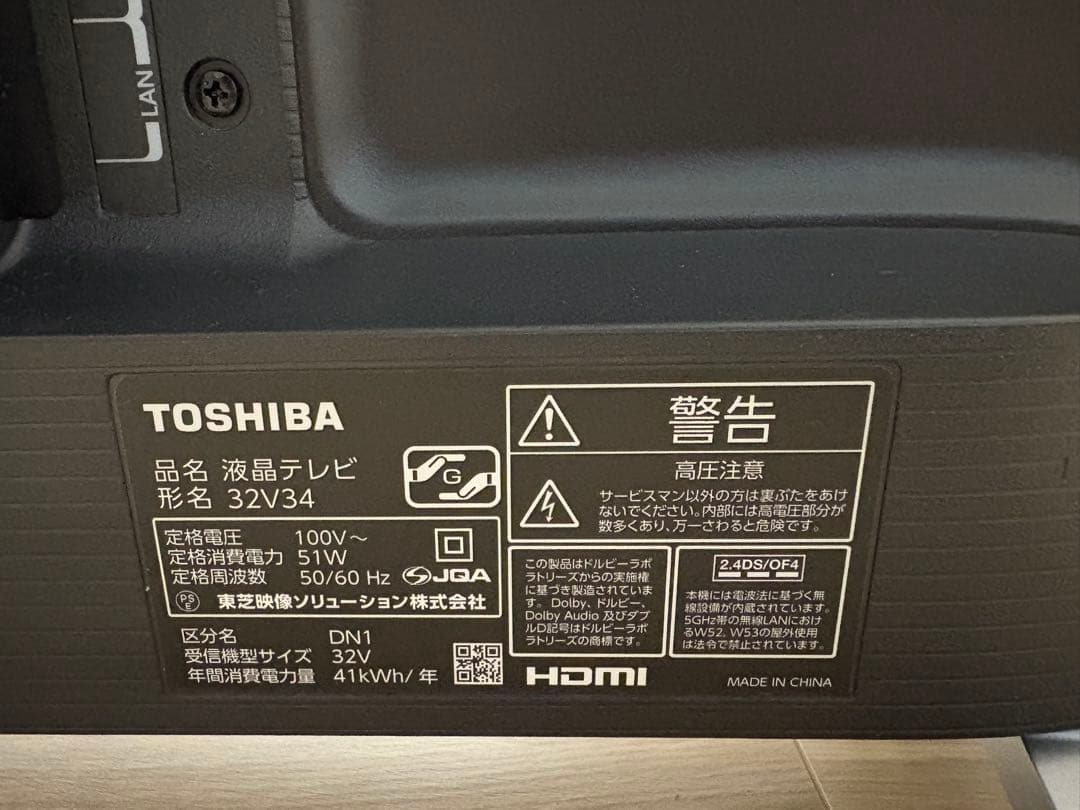 LAN
TOSHIBA
品名 液晶テレビ
形名 32V34
G
定格電圧 100V～
定格消費電力 51W
定格周波数 50/60 Hz
JQA
PSE 東芝映像ソリューション株式会社
区分名 DN1
受信機型サイズ 32V
年間消費電力量 41kWh/年
警告
高圧注意
サービスマン以外の方は裏ぶたをあけ
ないでください。内部には高電圧部分が
数多くあり、万一さわると危険です。
この製品はドルビーラボ
ラトリーズからの実施権
に基づき製造されていま
す。Dolby、ドルビー、
Dolby Audio 及びダブ
ルD記号はドルビーラボ
ラトリーズの商標です。
2.4DS/OF4
本機には電波法に基づく無
線設備が内蔵されています。
5GHz帯の無線LANにおけ
るW52、W53の屋外使用
は法令で禁止されています。
HDMI
MADE IN CHINA